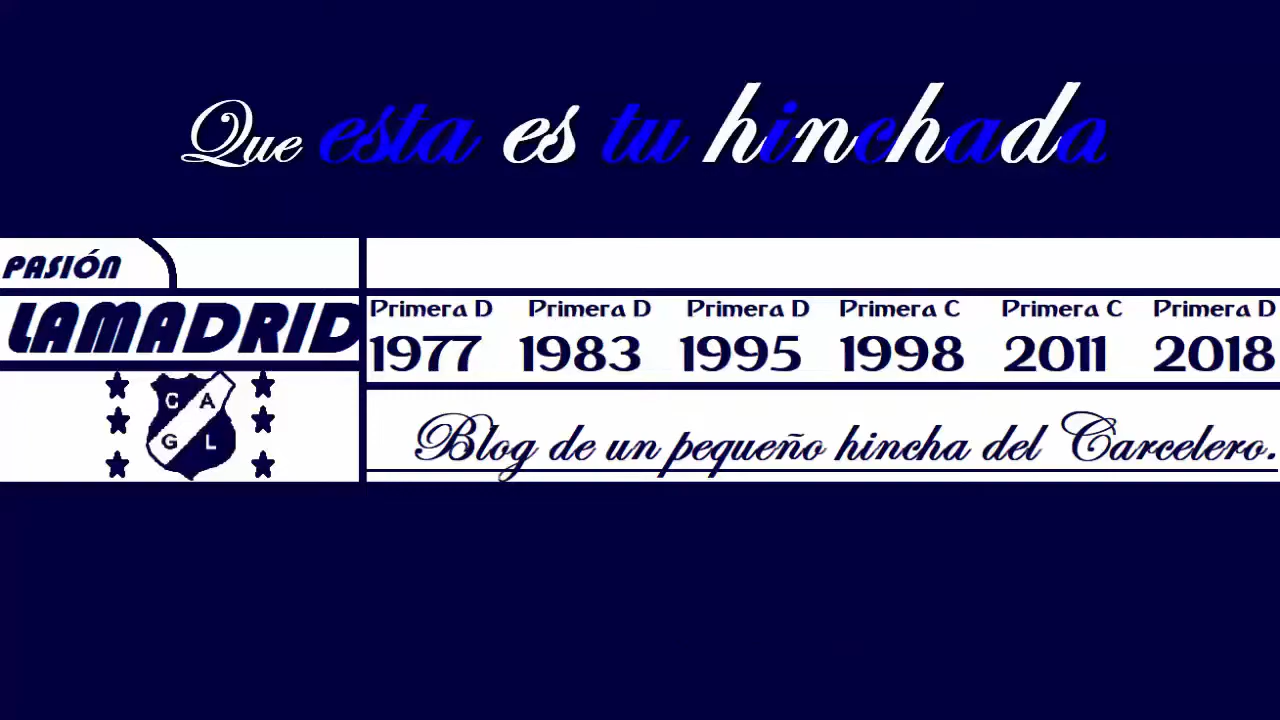 Que esta es tu hinchada
PASIÓN
LAMADRID
Primera D Primera D Primera D Primera C Primera C Primera D
1977 1983 1995 1998 2011 2018
C A
G L
Blog de un pequeño hincha del Carcelero.